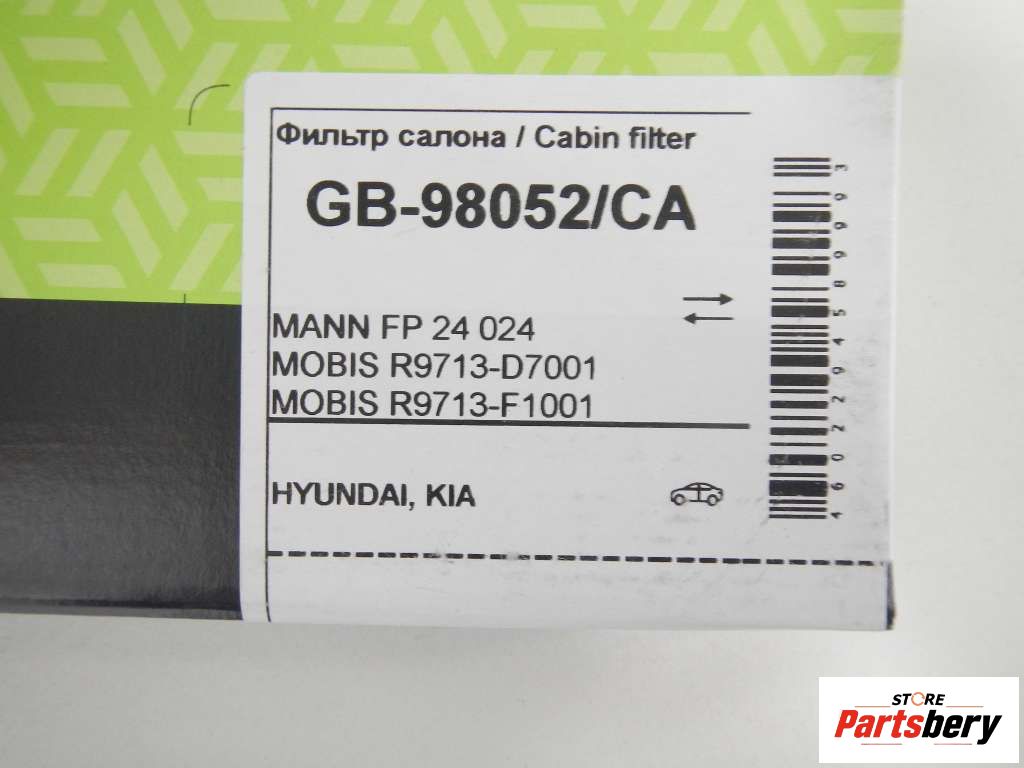 Фильтр салона / Cabin filter
GB-98052/CA
MANN FP 24 024
MOBIS R9713-D7001
MOBIS R9713-F1001
HYUNDAI, KIA
4602294589993
STORE
Partsbery